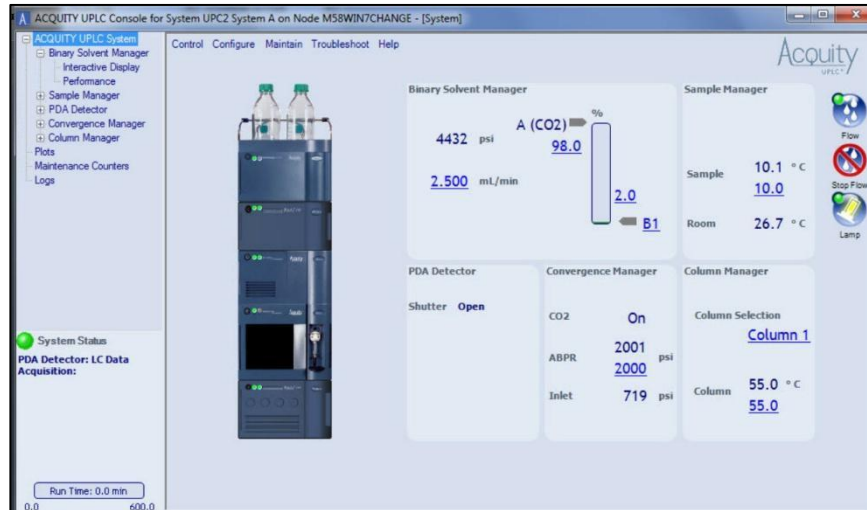 ACQUITY UPLC Console for System UPC2 System A on Node M58WIN7CHANGE - [System]
ACQUITY UPLC System
Binary Solvent Manager
Interactive Display
Performance
Sample Manager
PDA Detector
Convergence Manager
Column Manager
Plots
Maintenance Counters
Logs
System Status
PDA Detector: LC Data
Acquisition:
Run Time: 0.0 min
0.0 600.0
Control Configure Maintain Troubleshoot Help
Acquity
UPLC
Binary Solvent Manager
4432 psi
2.500 mL/min
A (CO2)
98.0
%
2.0
B1
Sample Manager
Sample 10.1 °C
10.0
Room 26.7 °C
Flow
Stop Flow
Lamp
PDA Detector
Shutter Open
Convergence Manager
CO2 On
ABPR 2001 psi
2000
Inlet 719 psi
Column Manager
Column Selection
Column 1
Column 55.0 °C
55.0